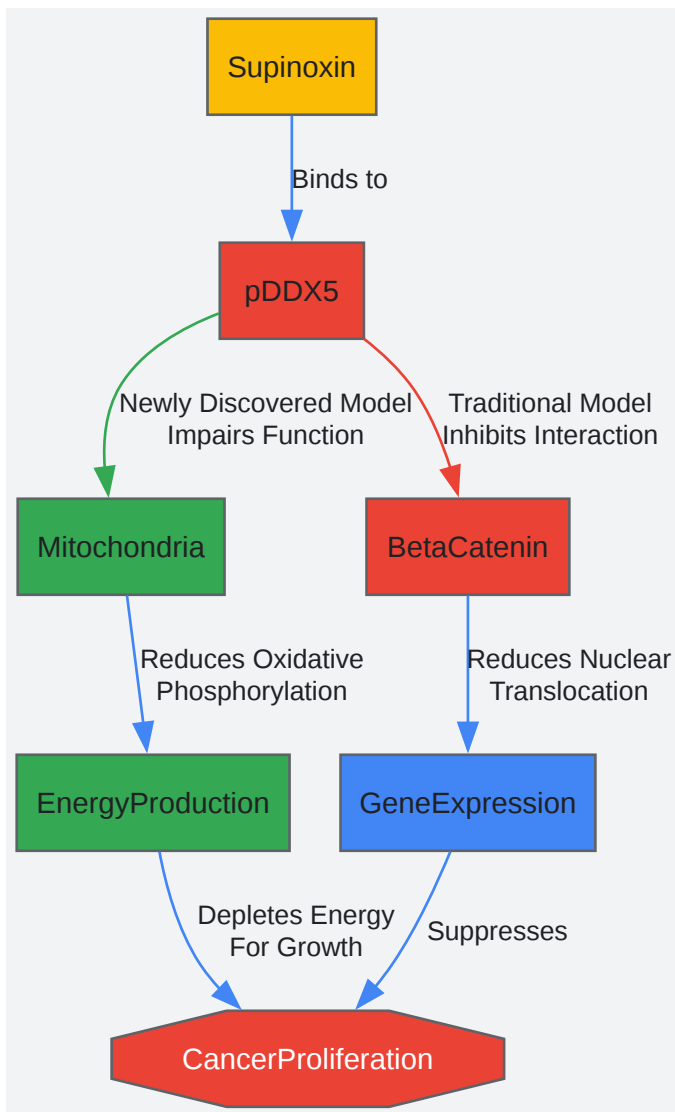 Supinoxin
Binds to
pDDX5
Newly Discovered Model
Impairs Function
Traditional Model
Inhibits Interaction
Mitochondria
BetaCatenin
Reduces Oxidative
Phosphorylation
Reduces Nuclear
Translocation
EnergyProduction
GeneExpression
Depletes Energy
For Growth
Suppresses
CancerProliferation